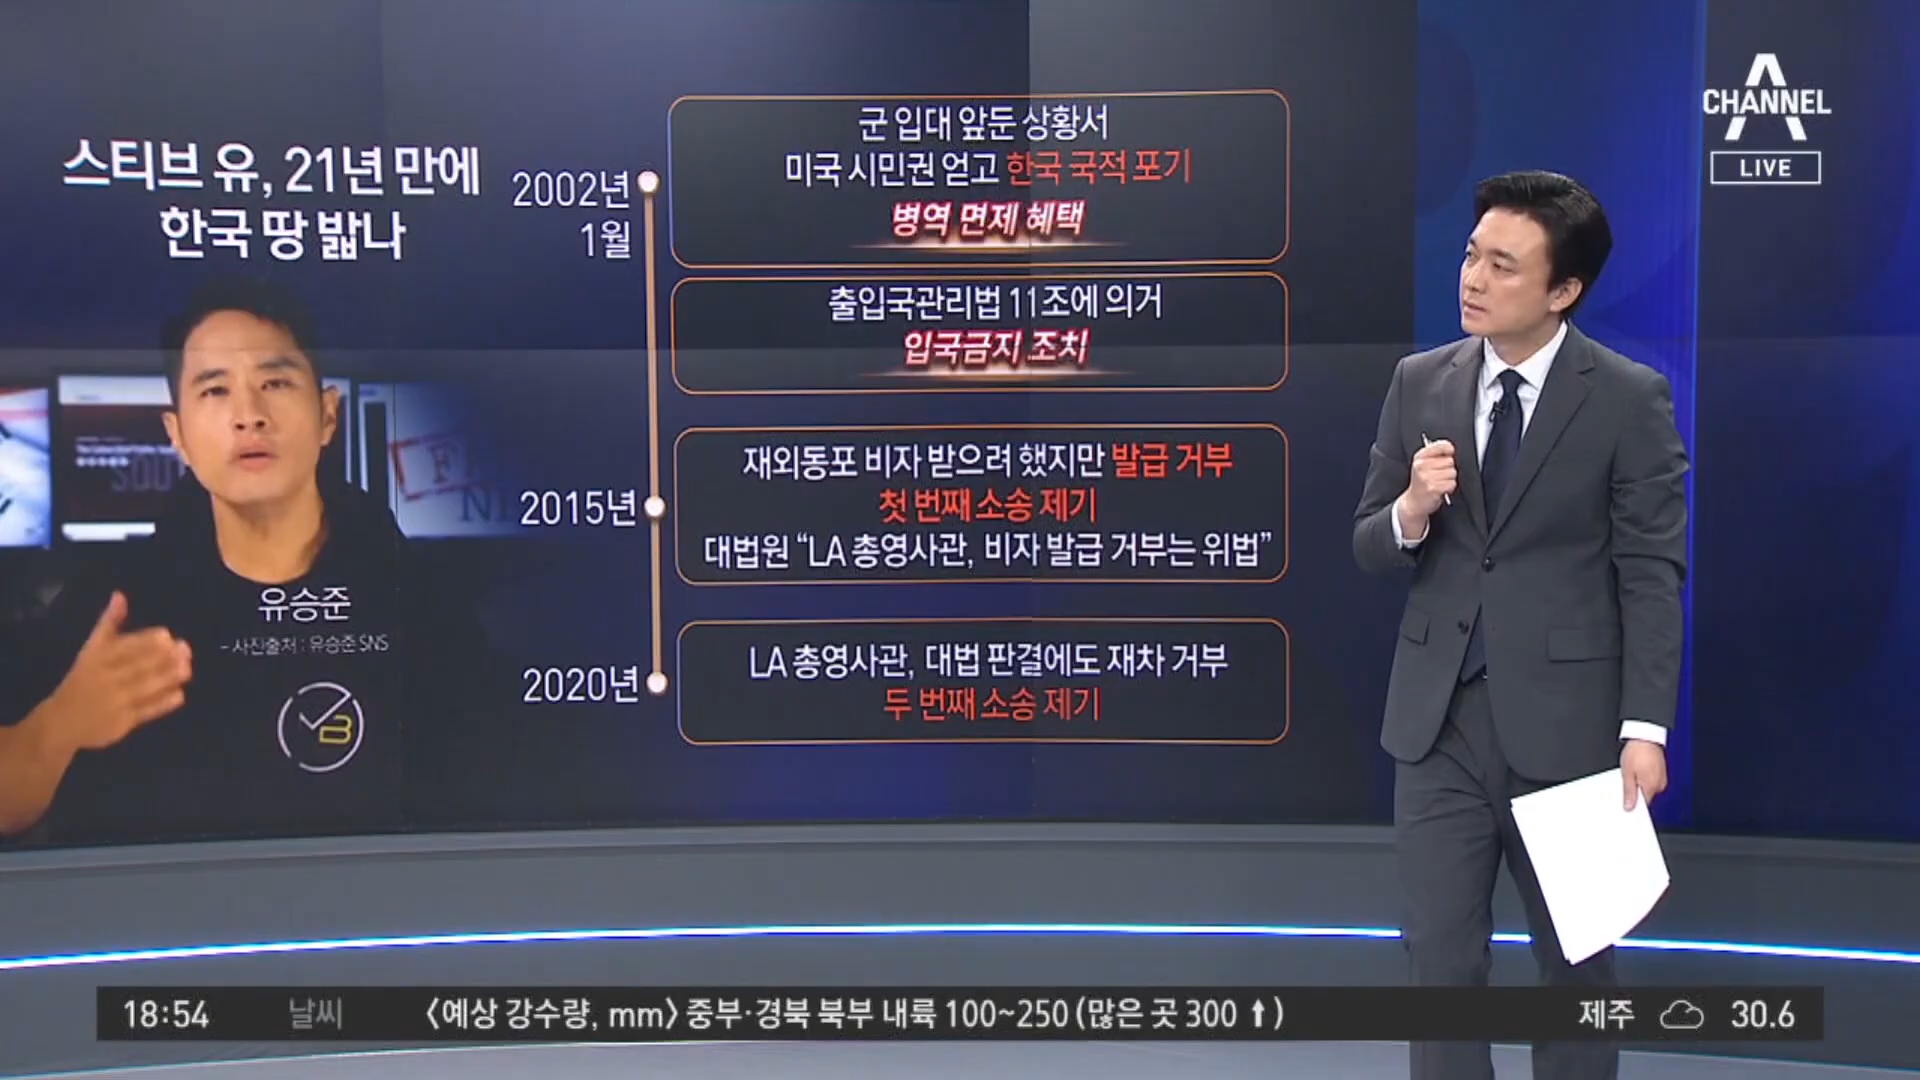 CHANNEL A
LIVE
스티브 유, 21년 만에
한국 땅 밟나
유승준
- 사진출처 : 유승준 SNS
2002년
1월
군 입대 앞둔 상황서
미국 시민권 얻고 한국 국적 포기
병역 면제 혜택
출입국관리법 11조에 의거
입국금지 조치
2015년
재외동포 비자 받으려 했지만 발급 거부
첫 번째 소송 제기
대법원 “LA 총영사관, 비자 발급 거부는 위법”
2020년
LA 총영사관, 대법 판결에도 재차 거부
두 번째 소송 제기
18:54 날씨 〈예상 강수량, mm〉 중부·경북 북부 내륙 100~250 (많은 곳 300 ↑) 제주 30.6